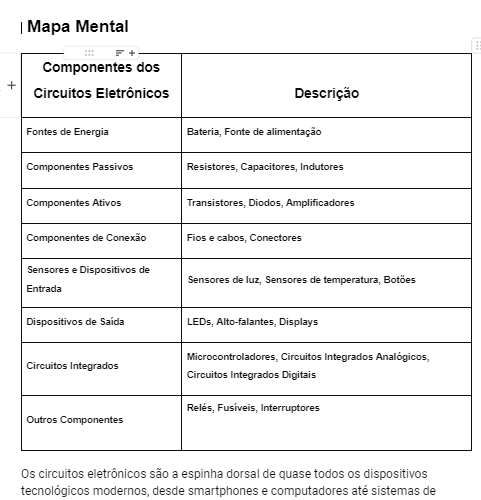 Mapa Mental
Componentes dos
Circuitos Eletrônicos
Descrição
Fontes de Energia
Bateria, Fonte de alimentação
Componentes Passivos
Resistores, Capacitores, Indutores
Componentes Ativos
Transistores, Diodos, Amplificadores
Componentes de Conexão
Fios e cabos, Conectores
Sensores e Dispositivos de
Entrada
Sensores de luz, Sensores de temperatura, Botões
Dispositivos de Saída
LEDs, Alto-falantes, Displays
Circuitos Integrados
Microcontroladores, Circuitos Integrados Analógicos,
Circuitos Integrados Digitais
Outros Componentes
Relés, Fusíveis, Interruptores
Os circuitos eletrônicos são a espinha dorsal de quase todos os dispositivos
tecnológicos modernos, desde smartphones e computadores até sistemas de